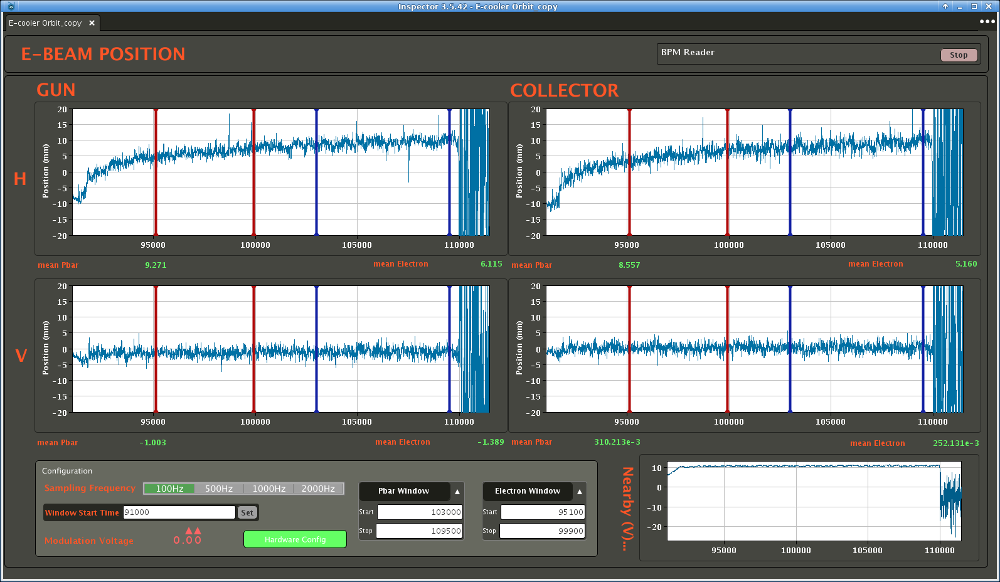 Inspector 3.5.42 - E-cooler Orbit_copy
E-cooler Orbit_copy ×
E-BEAM POSITION
BPM Reader
Stop
GUN
COLLECTOR
H
Position (mm)
20
15
10
5
0
-5
-10
-15
-20
95000 100000 105000 110000
Position (mm)
20
15
10
5
0
-5
-10
-15
-20
95000 100000 105000 110000
mean Pbar 9.271 mean Electron 6.115
mean Pbar 8.557 mean Electron 5.160
V
Position (mm)
20
15
10
5
0
-5
-10
-15
-20
95000 100000 105000 110000
Position (mm)
20
15
10
5
0
-5
-10
-15
-20
95000 100000 105000 110000
mean Pbar -1.003 mean Electron -1.389
mean Pbar 310.213e-3 mean Electron 252.131e-3
Configuration
Sampling Frequency 100Hz 500Hz 1000Hz 2000Hz
Window Start Time 91000 Set
Modulation Voltage 0.00
Hardware Config
Pbar Window
Start 103000
Stop 109500
Electron Window
Start 95100
Stop 99900
Nearby (V)...
10
0
-10
-20
95000 100000 105000 110000